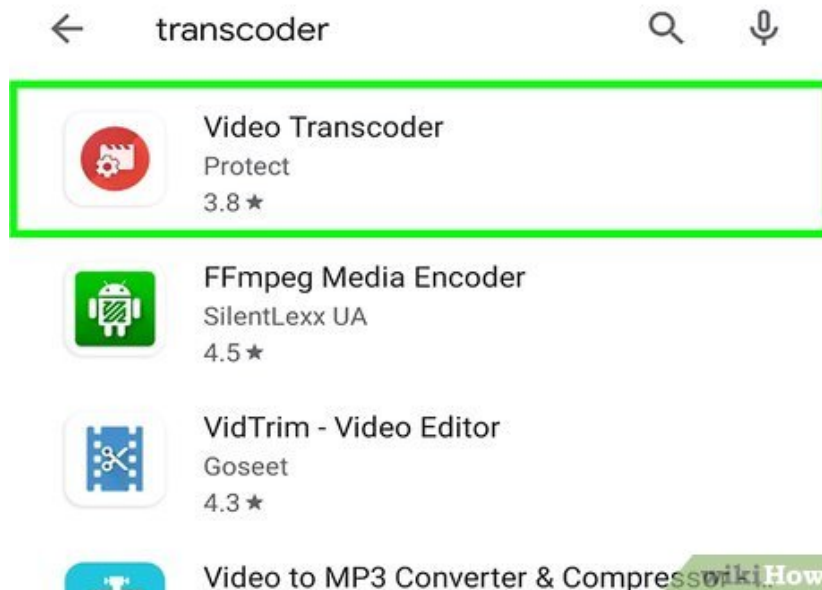 transcoder
Video Transcoder
Protect
3.8 ★
FFmpeg Media Encoder
SilentLexx UA
4.5 ★
VidTrim - Video Editor
Goseet
4.3 ★
Video to MP3 Converter & Compressor - I...
wikiHow